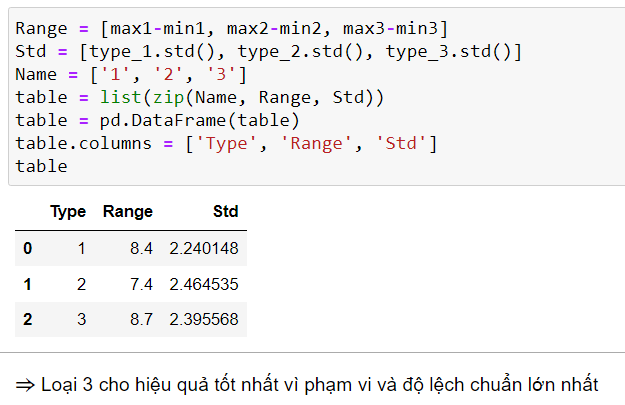 Range = [max1-min1, max2-min2, max3-min3]
Std = [type_1.std(), type_2.std(), type_3.std()]
Name = ['1', '2', '3']
table = list(zip(Name, Range, Std))
table = pd.DataFrame(table)
table.columns = ['Type', 'Range', 'Std']
table
Type Range Std
0 1 8.4 2.240148
1 2 7.4 2.464535
2 3 8.7 2.395568
⇒ Loại 3 cho hiệu quả tốt nhất vì phạm vi và độ lệch chuẩn lớn nhất